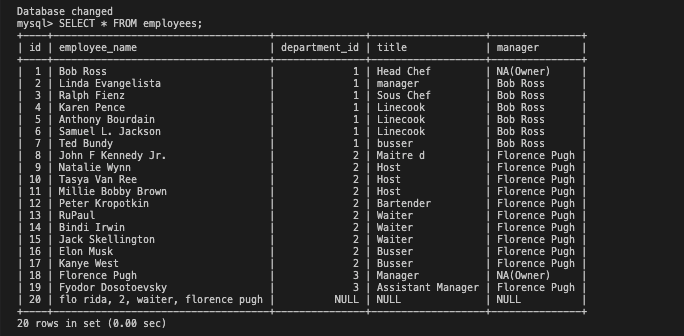 Database changed
mysql> SELECT * FROM employees;
+----+-----------------------------------+---------------+-------------------+---------------+
| id | employee_name                     | department_id | title             | manager       |
+----+-----------------------------------+---------------+-------------------+---------------+
|  1 | Bob Ross                          |             1 | Head Chef         | NA(Owner)     |
|  2 | Linda Evangelista                 |             1 | manager           | Bob Ross      |
|  3 | Ralph Fienz                       |             1 | Sous Chef         | Bob Ross      |
|  4 | Karen Pence                       |             1 | Linecook          | Bob Ross      |
|  5 | Anthony Bourdain                  |             1 | Linecook          | Bob Ross      |
|  6 | Samuel L. Jackson                 |             1 | Linecook          | Bob Ross      |
|  7 | Ted Bundy                         |             1 | busser            | Bob Ross      |
|  8 | John F Kennedy Jr.                |             2 | Maitre d          | Florence Pugh |
|  9 | Natalie Wynn                      |             2 | Host              | Florence Pugh |
| 10 | Tasya Van Ree                     |             2 | Host              | Florence Pugh |
| 11 | Millie Bobby Brown                |             2 | Host              | Florence Pugh |
| 12 | Peter Kropotkin                   |             2 | Bartender         | Florence Pugh |
| 13 | RuPaul                            |             2 | Waiter            | Florence Pugh |
| 14 | Bindi Irwin                       |             2 | Waiter            | Florence Pugh |
| 15 | Jack Skellington                  |             2 | Waiter            | Florence Pugh |
| 16 | Elon Musk                         |             2 | Busser            | Florence Pugh |
| 17 | Kanye West                        |             2 | Busser            | Florence Pugh |
| 18 | Florence Pugh                     |             3 | Manager           | NA(Owner)     |
| 19 | Fyodor Dosotoevsky                |             3 | Assistant Manager | Florence Pugh |
| 20 | flo rida, 2, waiter, florence pugh |          NULL | NULL              | NULL          |
+----+-----------------------------------+---------------+-------------------+---------------+
20 rows in set (0.00 sec)